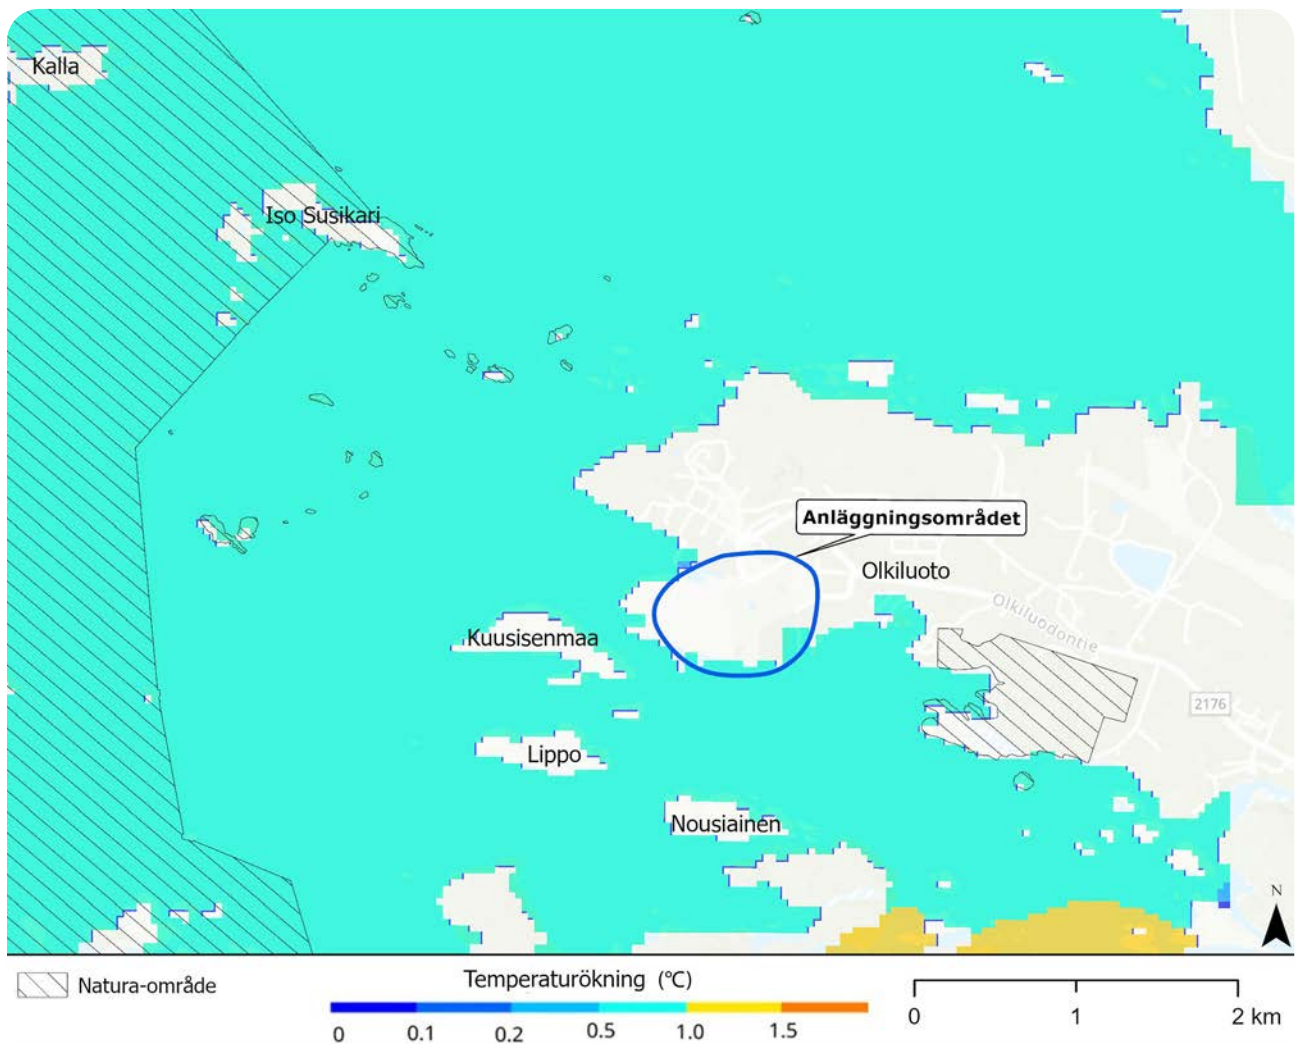 Kalla
Iso Susikari
Anläggningsområdet
Olkiluoto
Olkiluodontie
Kuusisenmaa
2176
Lippo
Nousiainen
N
Natura-område
Temperaturökning (°C)
0 0.1 0.2 0.5 1.0 1.5
0 1 2 km